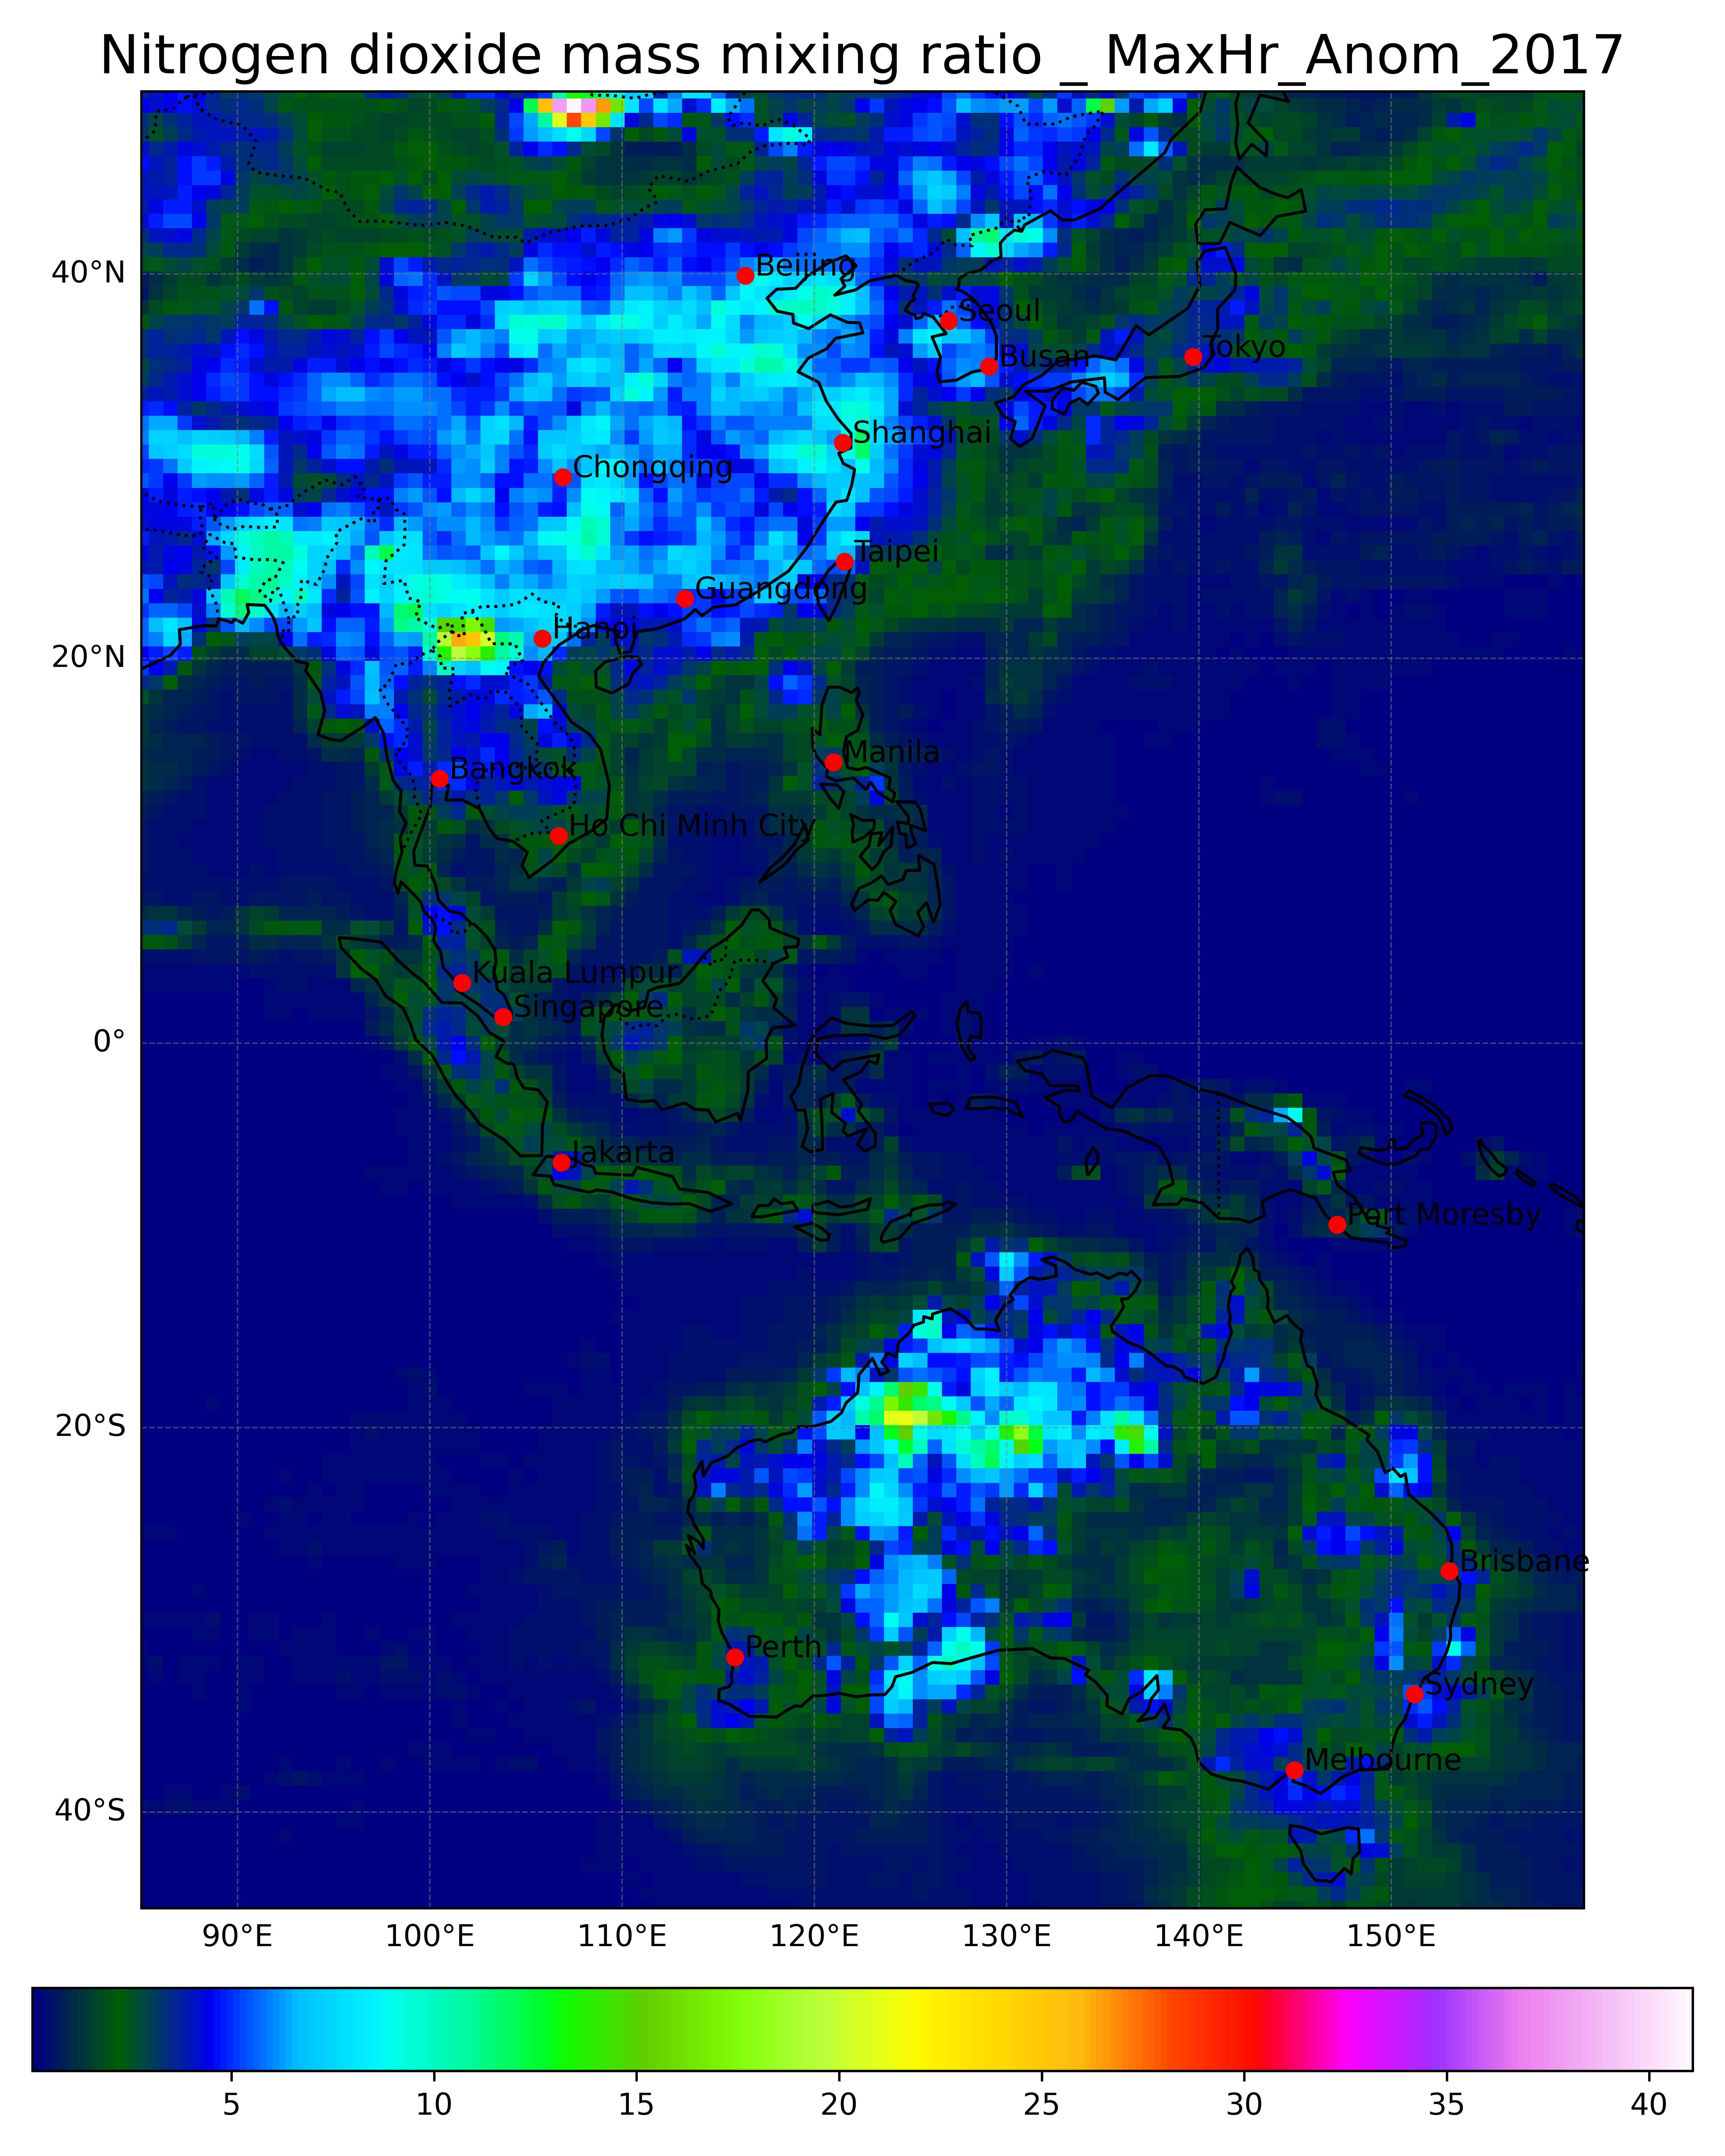 Nitrogen dioxide mass mixing ratio _ MaxHr_Anom_2017
40°N
Beijing
Seoul
Busan
Tokyo
Shanghai
Chongqing
Taipei
Guangdong
Hanoi
20°N
Manila
Bangkok
Ho Chi Minh City
Kuala Lumpur
Singapore
0°
Jakarta
Port Moresby
20°S
Brisbane
Perth
Sydney
Melbourne
40°S
90°E 100°E 110°E 120°E 130°E 140°E 150°E
5 10 15 20 25 30 35 40